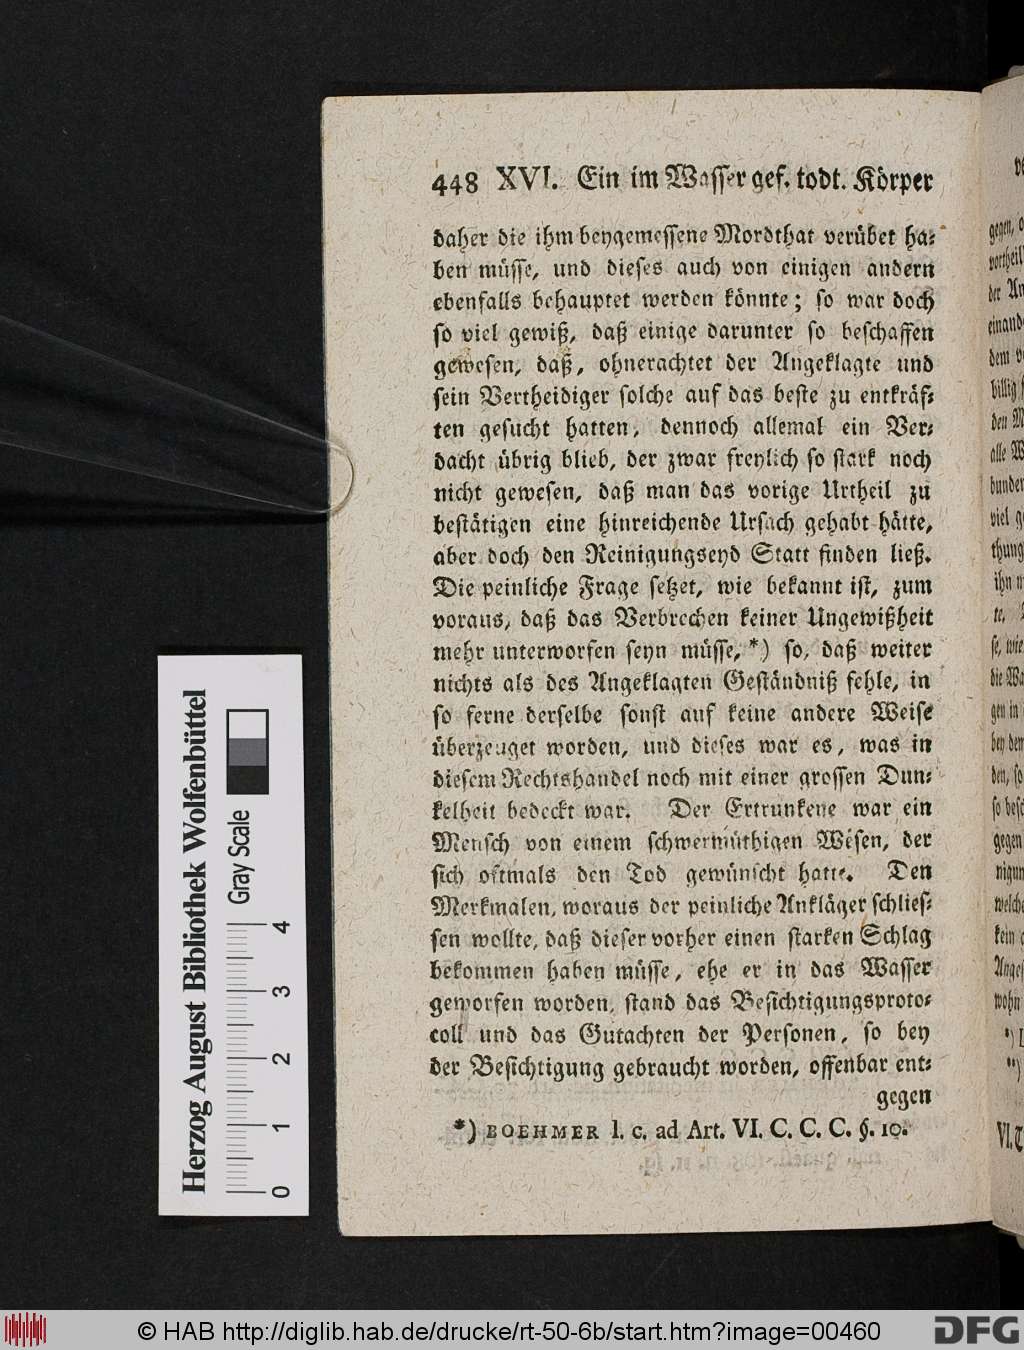 448 XVI. Ein im Wasser gef. todt. Körper
daher die ihm beygemessene Mordthat verübet ha⸗
ben müsse, und dieses auch von einigen andern
ebenfalls behauptet werden könnte; so war doch
so viel gewiß, daß einige darunter so beschaffen
gewesen, daß, ohnerachtet der Angeklagte und
sein Vertheidiger solche auf das beste zu entkräf⸗
ten gesucht hatten, dennoch allemal ein Ver⸗
dacht übrig blieb, der zwar freylich so stark noch
nicht gewesen, daß man das vorige Urtheil zu
bestätigen eine hinreichende Ursach gehabt hätte,
aber doch den Reinigungseyd Statt finden ließ.
Die peinliche Frage setzet, wie bekannt ist, zum
voraus, daß das Verbrechen keiner Ungewißheit
mehr unterworfen seyn müsse, *) so, daß weiter
nichts als des Angeklagten Geständniß fehle, in
so ferne derselbe sonst auf keine andere Weise
überzeuget worden, und dieses war es, was in
diesem Rechtshandel noch mit einer grossen Dun⸗
kelheit bedeckt war. Der Ertrunkene war ein
Mensch von einem schwermüthigen Wesen, der
sich oftmals den Tod gewünscht hatte. Den
Merkmalen, woraus der peinliche Ankläger schlies⸗
sen wollte, daß dieser vorher einen starken Schlag
bekommen haben müsse, ehe er in das Wasser
geworfen worden, stand das Besichtigungsproto⸗
coll und das Gutachten der Personen, so bey
der Besichtigung gebraucht worden, offenbar ent⸗
gegen
*) BOEHMER l. c. ad Art. VI. C. C. C. §. 10.
Herzog August Bibliothek Wolfenbüttel
Gray Scale
0 1 2 3 4
© HAB http://diglib.hab.de/drucke/rt-50-6b/start.htm?image=00460
DFG